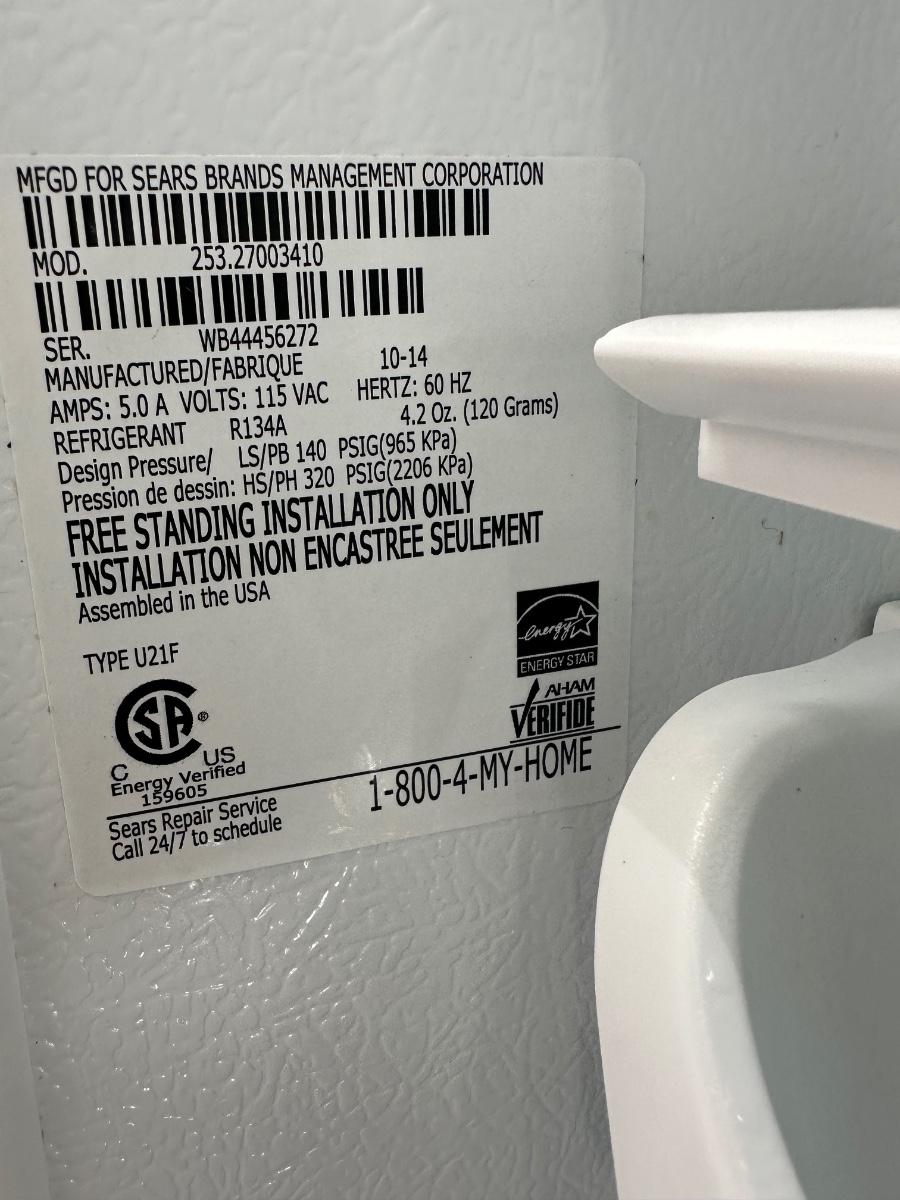 MFGD FOR SEARS BRANDS MANAGEMENT CORPORATION
MOD. 253.27003410
SER. WB44456272
MANUFACTURED/FABRIQUE 10-14
AMPS: 5.0 A VOLTS: 115 VAC HERTZ: 60 HZ
REFRIGERANT R134A 4.2 Oz. (120 Grams)
Design Pressure/ LS/PB 140 PSIG(965 KPa)
Pression de dessin: HS/PH 320 PSIG(2206 KPa)
FREE STANDING INSTALLATION ONLY
INSTALLATION NON ENCASTREE SEULEMENT
Assembled in the USA
TYPE U21F
energy
ENERGY STAR
SA ®
C US
Energy Verified
159605
AHAM
VERIFIDE
Sears Repair Service
Call 24/7 to schedule
1-800-4-MY-HOME